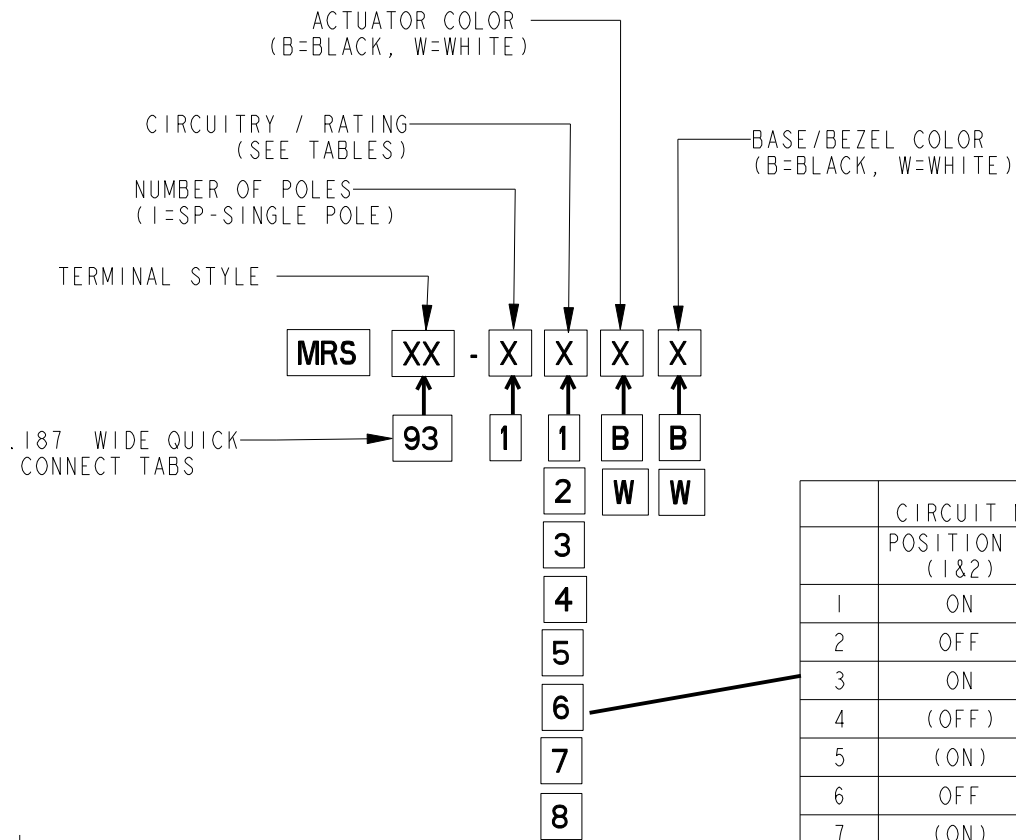 ACTUATOR COLOR
(B=BLACK, W=WHITE)
CIRCUITRY / RATING
(SEE TABLES)
BASE/BEZEL COLOR
(B=BLACK, W=WHITE)
NUMBER OF POLES
(1=SP-SINGLE POLE)
TERMINAL STYLE
MRS XX - X X X X
.187 WIDE QUICK
CONNECT TABS
93 1 1 B B
2 W W
3
4
5
6
7
8
CIRCUIT
POSITION
(1&2)
1 ON
2 OFF
3 ON
4 (OFF)
5 (ON)
6 OFF
7 (ON)